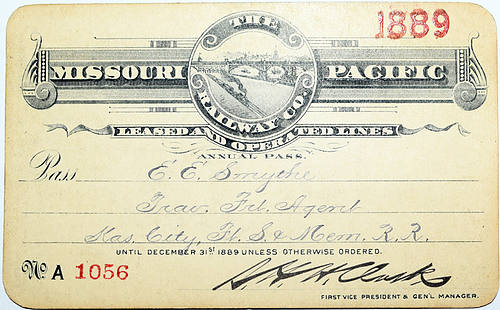 1889
THE
MISSOURI PACIFIC
RAILWAY CO.
LEASED AND OPERATED LINES
ANNUAL PASS.
Pass E. E. Smythe
Trav. Frt. Agent
Kas. City, Ft. S. & Mem. R. R.
UNTIL DECEMBER 31ST 1889 UNLESS OTHERWISE ORDERED.
No. A 1056
FIRST VICE PRESIDENT & GEN'L MANAGER.